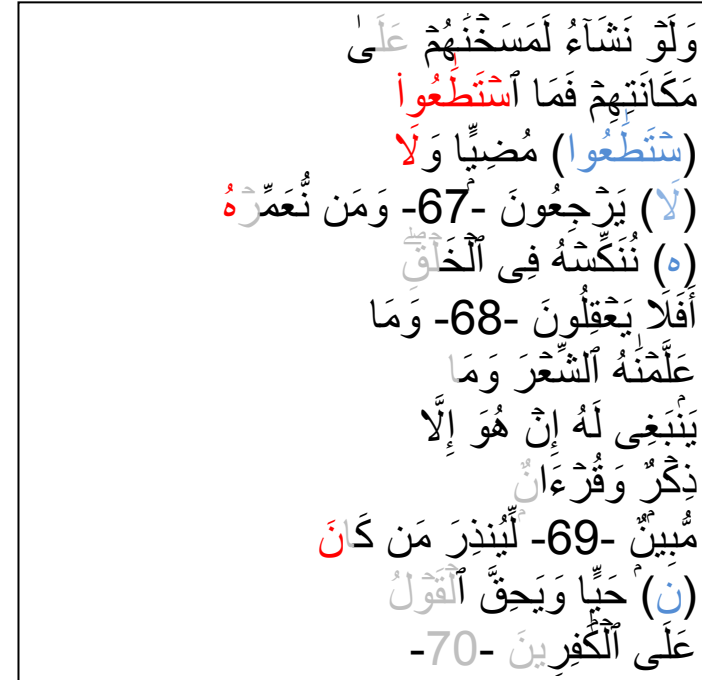 وَلَوۡ نَشَآءُ لَمَسَخۡنَٰهُمۡ عَلَىٰ
مَكَانَتِهِمۡ فَمَا ٱسۡتَطَٰعُواْ
(سۡتَطَٰعُوا) مُضِيًّا وَلَا
(لَا) يَرۡجِعُونَ -67- وَمَن نُّعَمِّرۡهُ
(ه) نُنَكِّسۡهُ فِى ٱلۡخَلۡقِۖ
أَفَلَا يَعۡقِلُونَ -68- وَمَا
عَلَّمۡنَٰهُ ٱلشِّعۡرَ وَمَا
يَنۢبَغِى لَهُ إِنۡ هُوَ إِلَّا
ذِكۡرٌ وَقُرۡءَانٌ
مُّبِينٌ -69- لِّيُنذِرَ مَن كَانَ
(ن) حَيًّا وَيَحِقَّ ٱلۡقَوۡلُ
عَلَى ٱلۡكَٰفِرِينَ -70-